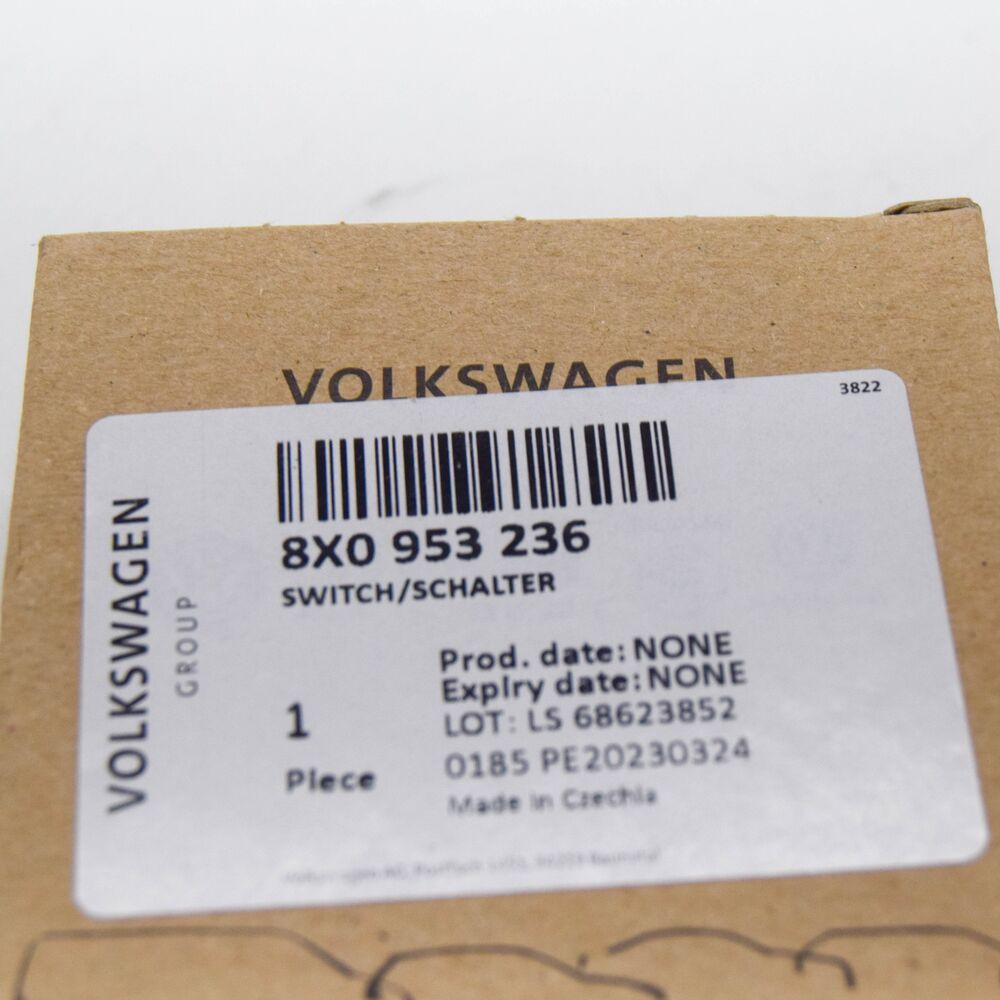 VOLKSWAGEN
3822
8X0 953 236
SWITCH/SCHALTER
VOLKSWAGEN
GROUP
Prod. date: NONE
Expiry date: NONE
1
LOT: LS 68623852
Piece
0185 PE20230324
Made in Czechia